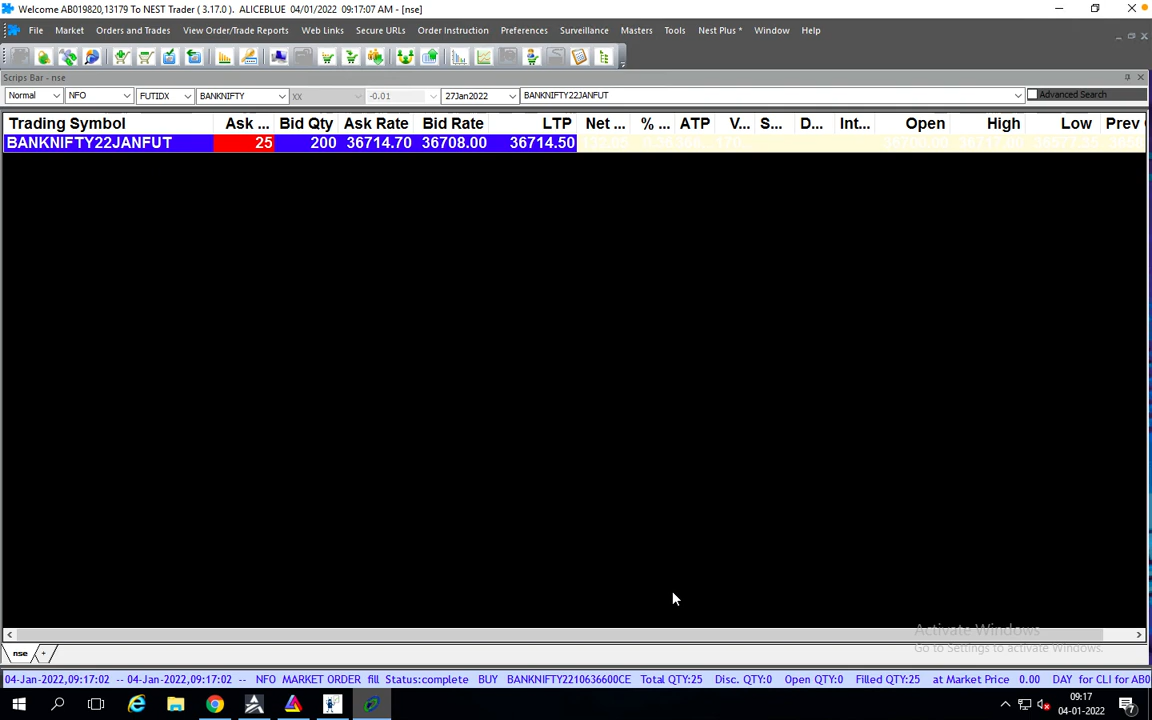 Welcome AB019820,13179 To NEST Trader ( 3.17.0 ). ALICEBLUE 04/01/2022 09:17:07 AM - [nse]
File Market Orders and Trades View Order/Trade Reports Web Links Secure URLs Order Instruction Preferences Surveillance Masters Tools Nest Plus * Window Help
Scrips Bar - nse
Normal NFO FUTIDX BANKNIFTY XX -0.01 27Jan2022 BANKNIFTY22JANFUT Advanced Search
Trading Symbol Ask ... Bid Qty Ask Rate Bid Rate LTP Net ... % ... ATP V... S... D... Int... Open High Low Prev
BANKNIFTY22JANFUT 25 200 36714.70 36708.00 36714.50
Activate Windows
Go to Settings to activate Windows.
nse +
04-Jan-2022,09:17:02 -- 04-Jan-2022,09:17:02 -- NFO MARKET ORDER fill Status:complete BUY BANKNIFTY2210636600CE Total QTY:25 Disc. QTY:0 Open QTY:0 Filled QTY:25 at Market Price 0.00 DAY for CLI for AB0
09:17
04-01-2022
7